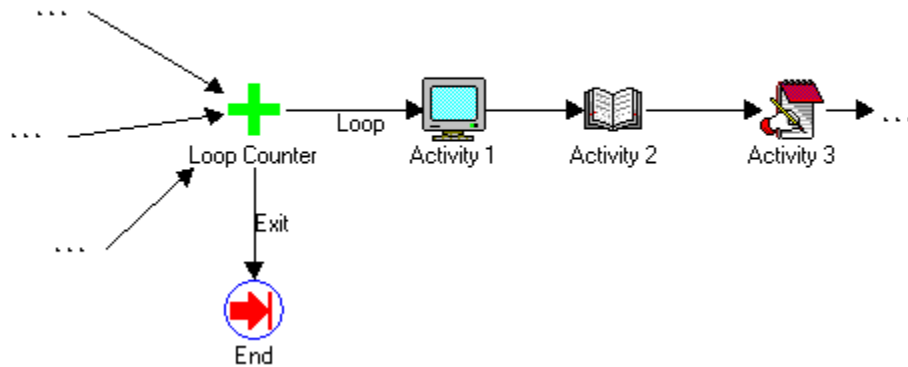 ...
...
...
Loop
...
Loop Counter
Activity 1
Activity 2
Activity 3
Exit
End